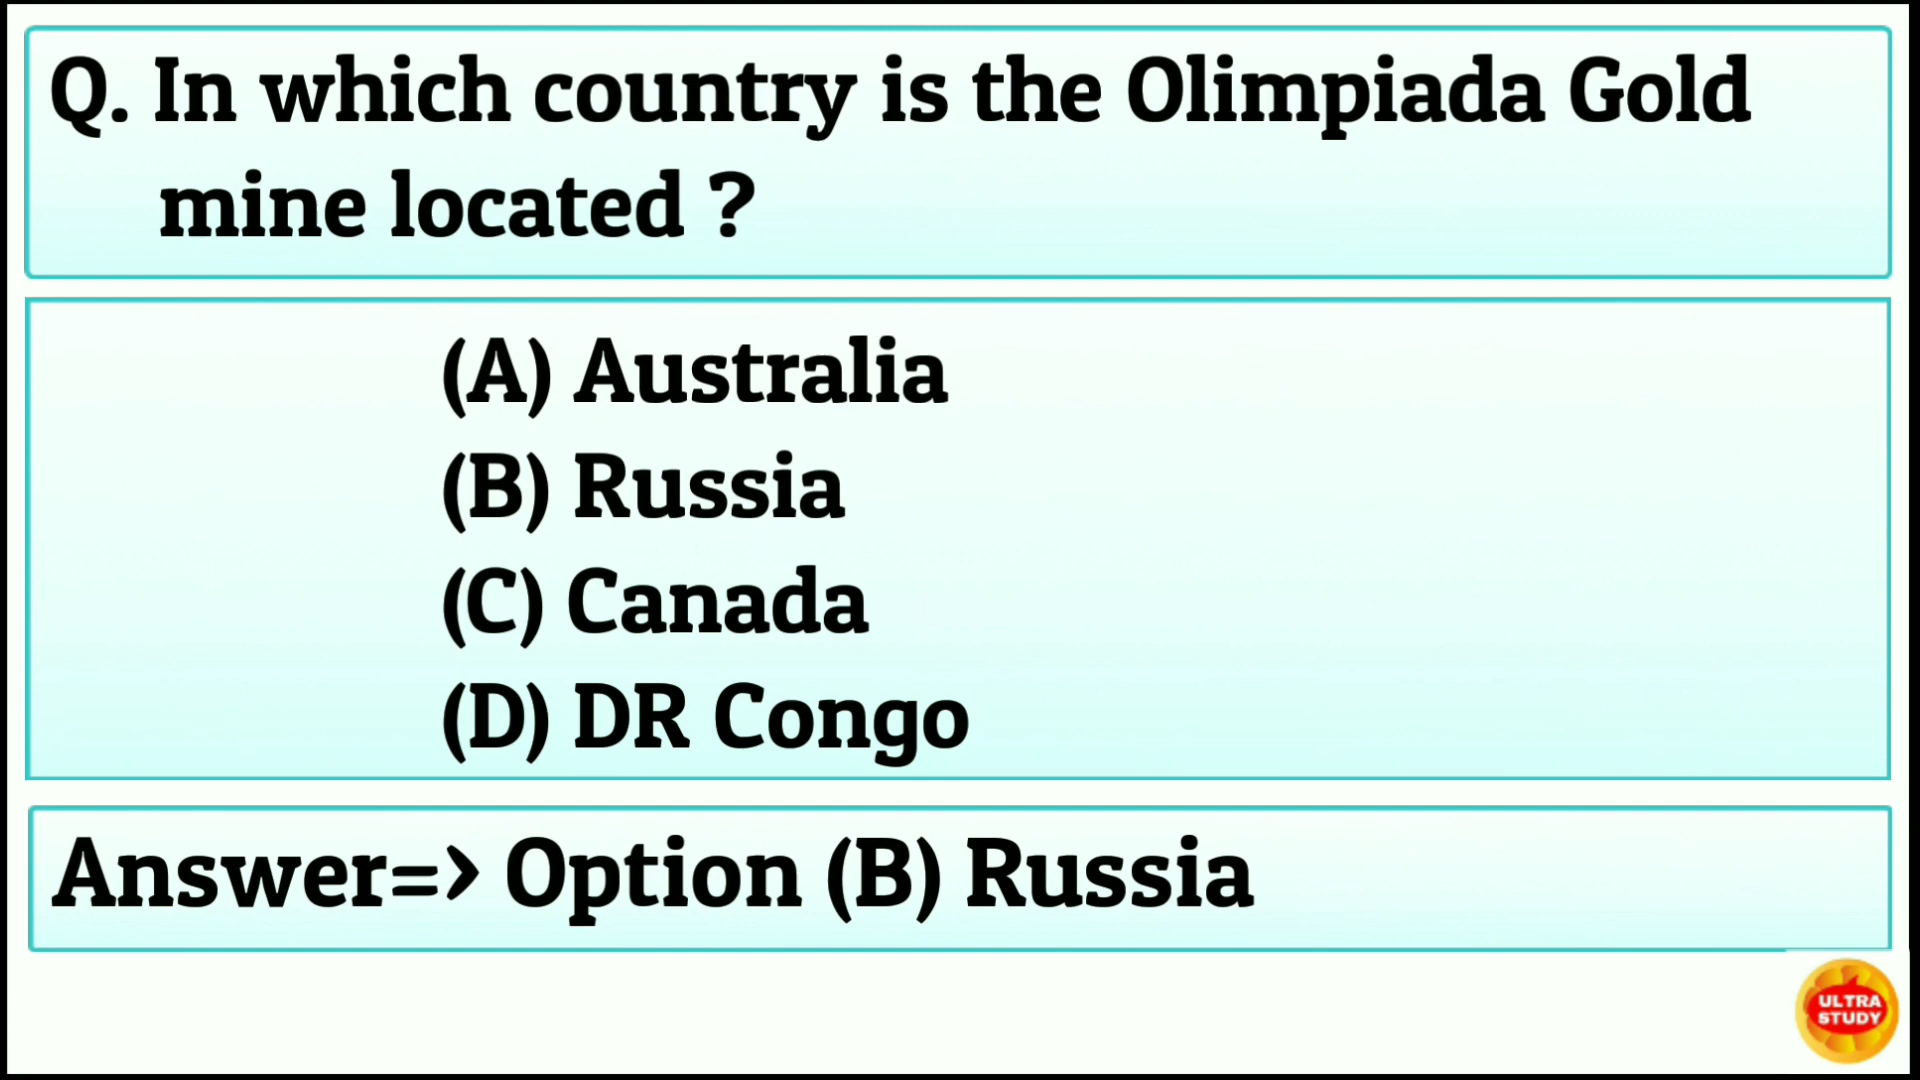 Q. In which country is the Olimpiada Gold
mine located ?
(A) Australia
(B) Russia
(C) Canada
(D) DR Congo
Answer=> Option (B) Russia
ULTRA
STUDY